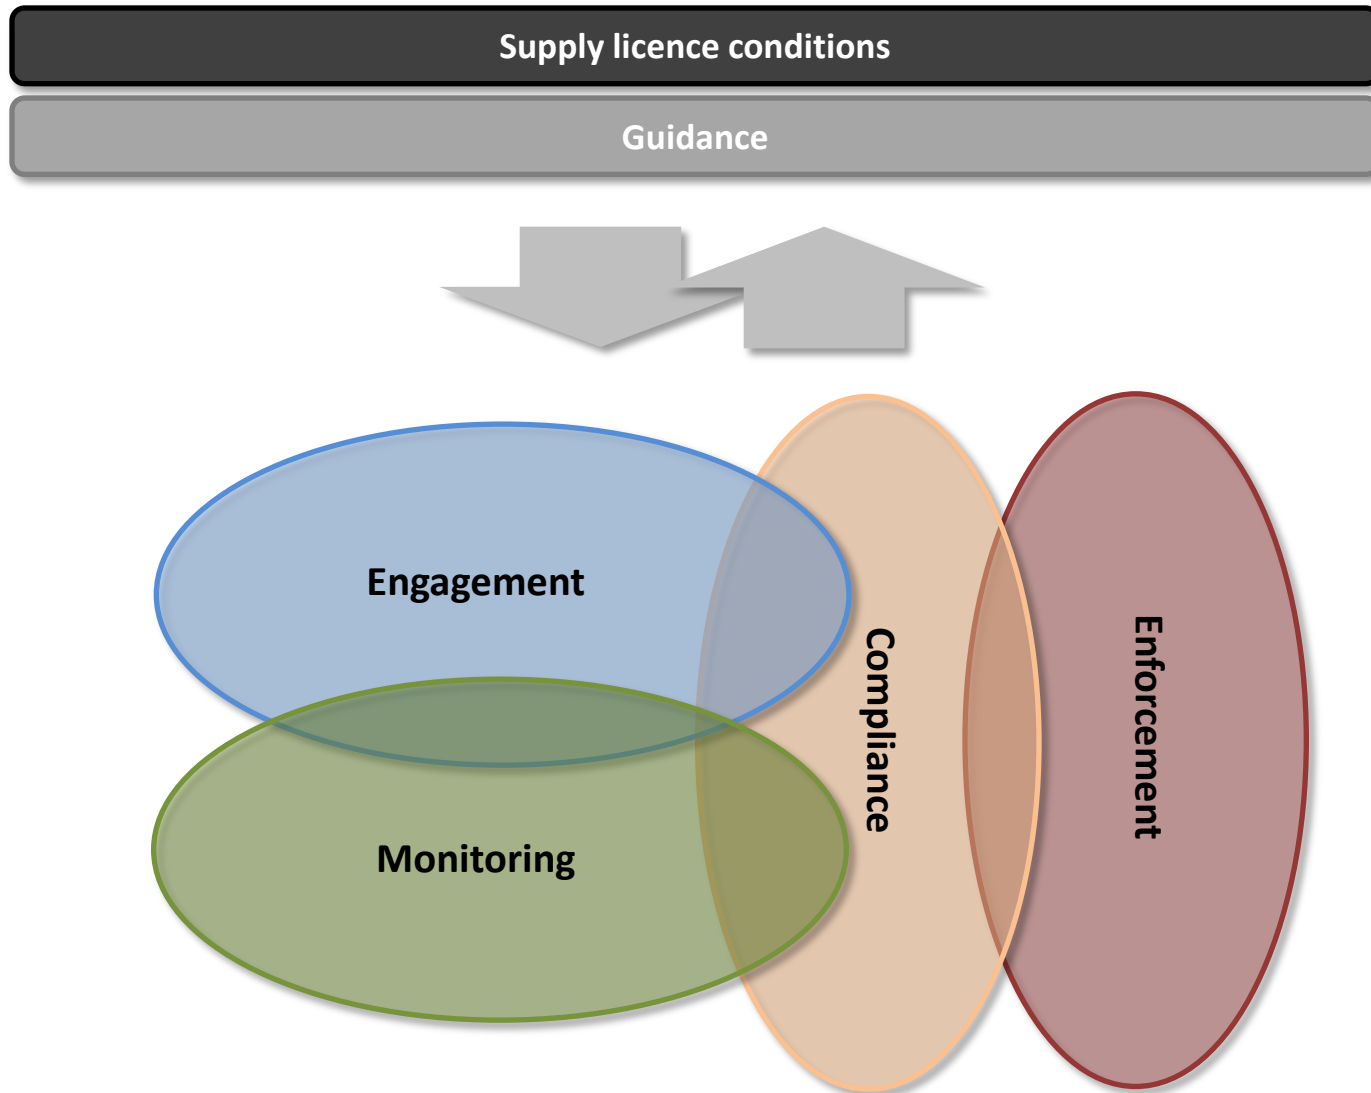 Supply licence conditions
Guidance
Engagement
Monitoring
Compliance
Enforcement